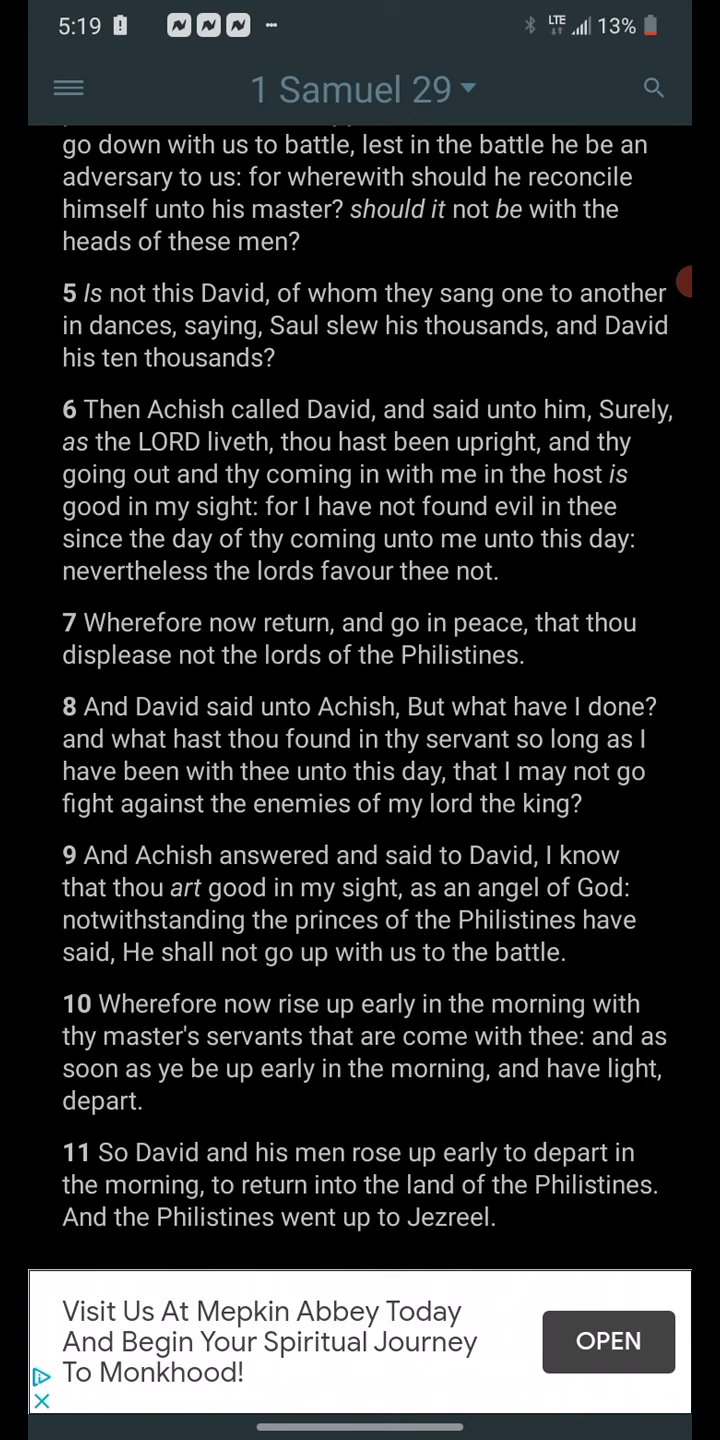 5:19 LTE 13%
1 Samuel 29
go down with us to battle, lest in the battle he be an
adversary to us: for wherewith should he reconcile
himself unto his master? should it not be with the
heads of these men?
5 Is not this David, of whom they sang one to another
in dances, saying, Saul slew his thousands, and David
his ten thousands?
6 Then Achish called David, and said unto him, Surely,
as the LORD liveth, thou hast been upright, and thy
going out and thy coming in with me in the host is
good in my sight: for I have not found evil in thee
since the day of thy coming unto me unto this day:
nevertheless the lords favour thee not.
7 Wherefore now return, and go in peace, that thou
displease not the lords of the Philistines.
8 And David said unto Achish, But what have I done?
and what hast thou found in thy servant so long as I
have been with thee unto this day, that I may not go
fight against the enemies of my lord the king?
9 And Achish answered and said to David, I know
that thou art good in my sight, as an angel of God:
notwithstanding the princes of the Philistines have
said, He shall not go up with us to the battle.
10 Wherefore now rise up early in the morning with
thy master's servants that are come with thee: and as
soon as ye be up early in the morning, and have light,
depart.
11 So David and his men rose up early to depart in
the morning, to return into the land of the Philistines.
And the Philistines went up to Jezreel.
Visit Us At Mepkin Abbey Today
And Begin Your Spiritual Journey
To Monkhood!
OPEN